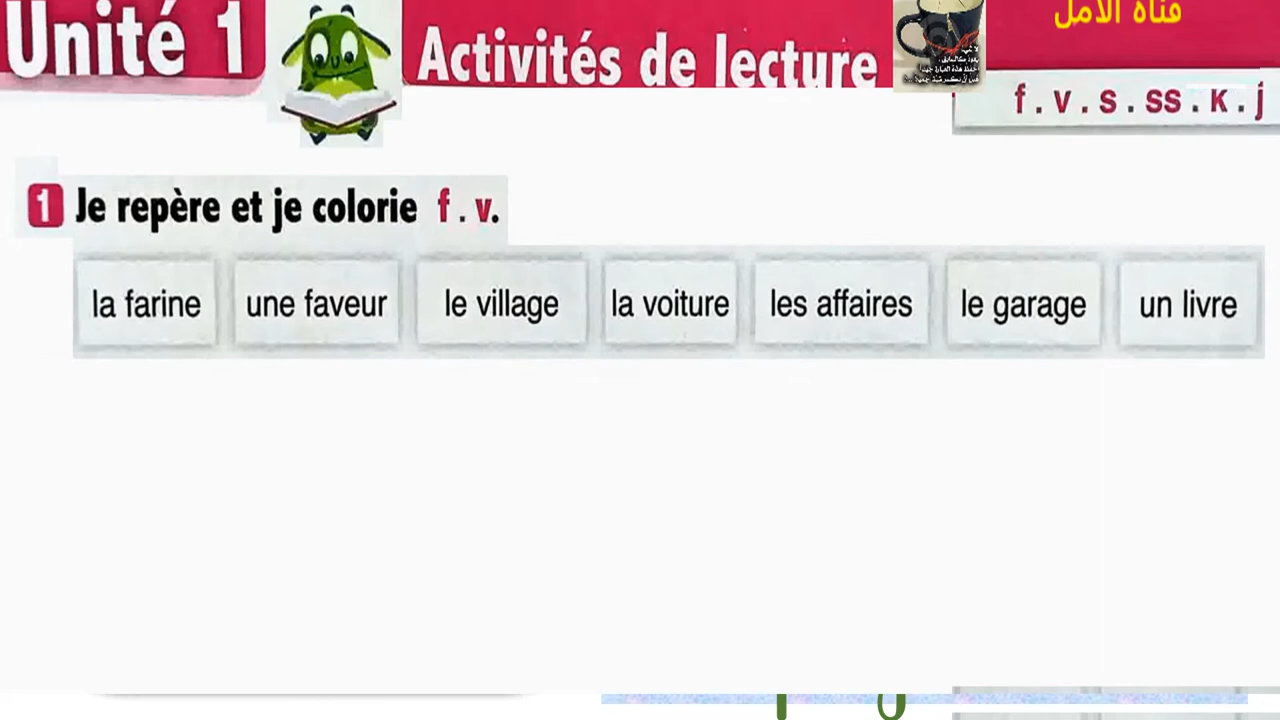 Unité 1
Activités de lecture
قناة الامل
f . v . s . ss . k . j
1 Je repère et je colorie f . v.
la farine une faveur le village la voiture les affaires le garage un livre